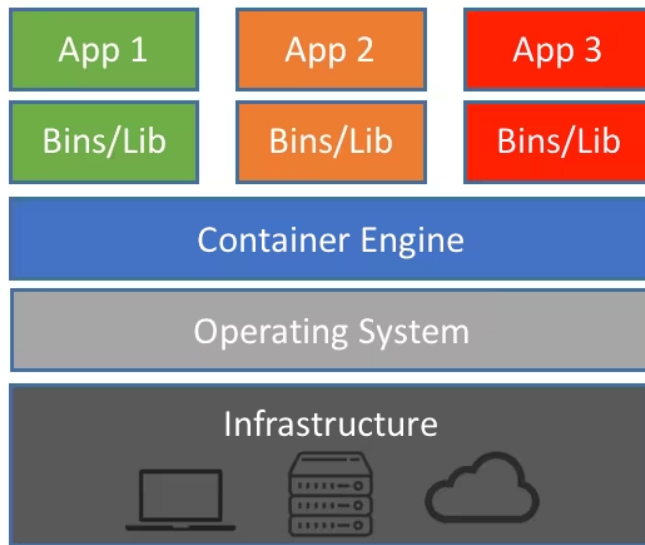 App 1
App 2
App 3
Bins/Lib
Bins/Lib
Bins/Lib
Container Engine
Operating System
Infrastructure